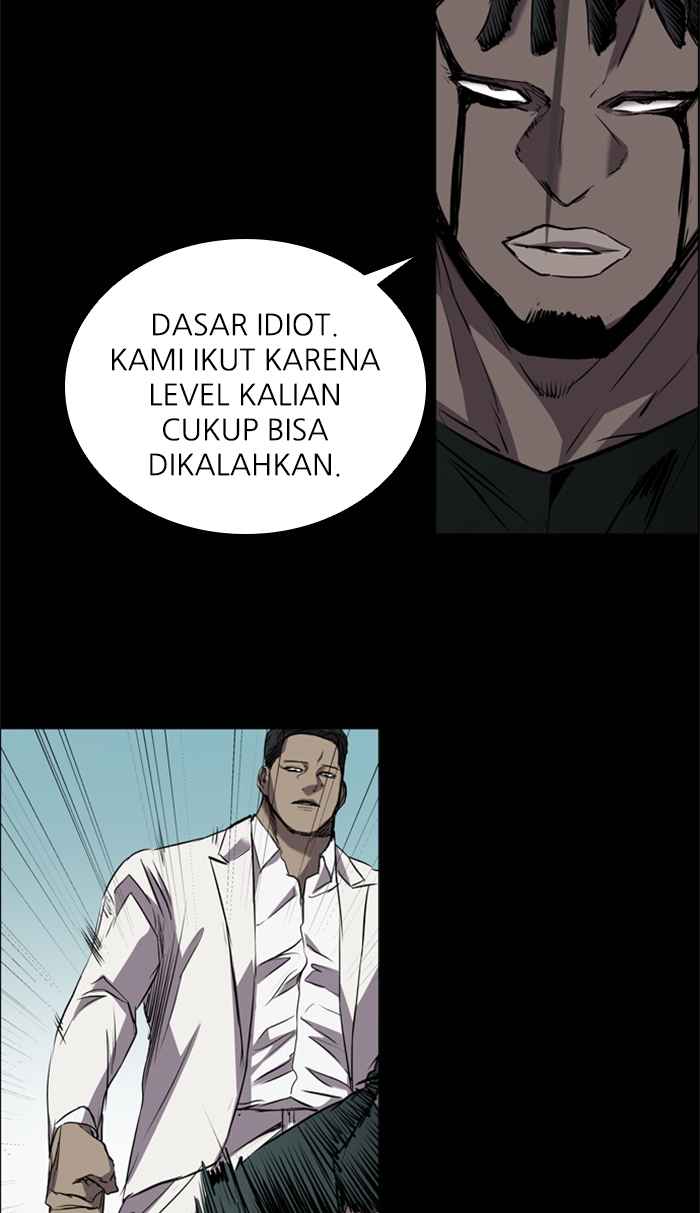 DASAR IDIOT.
KAMI IKUT KARENA
LEVEL KALIAN
CUKUP BISA
DIKALAHKAN.